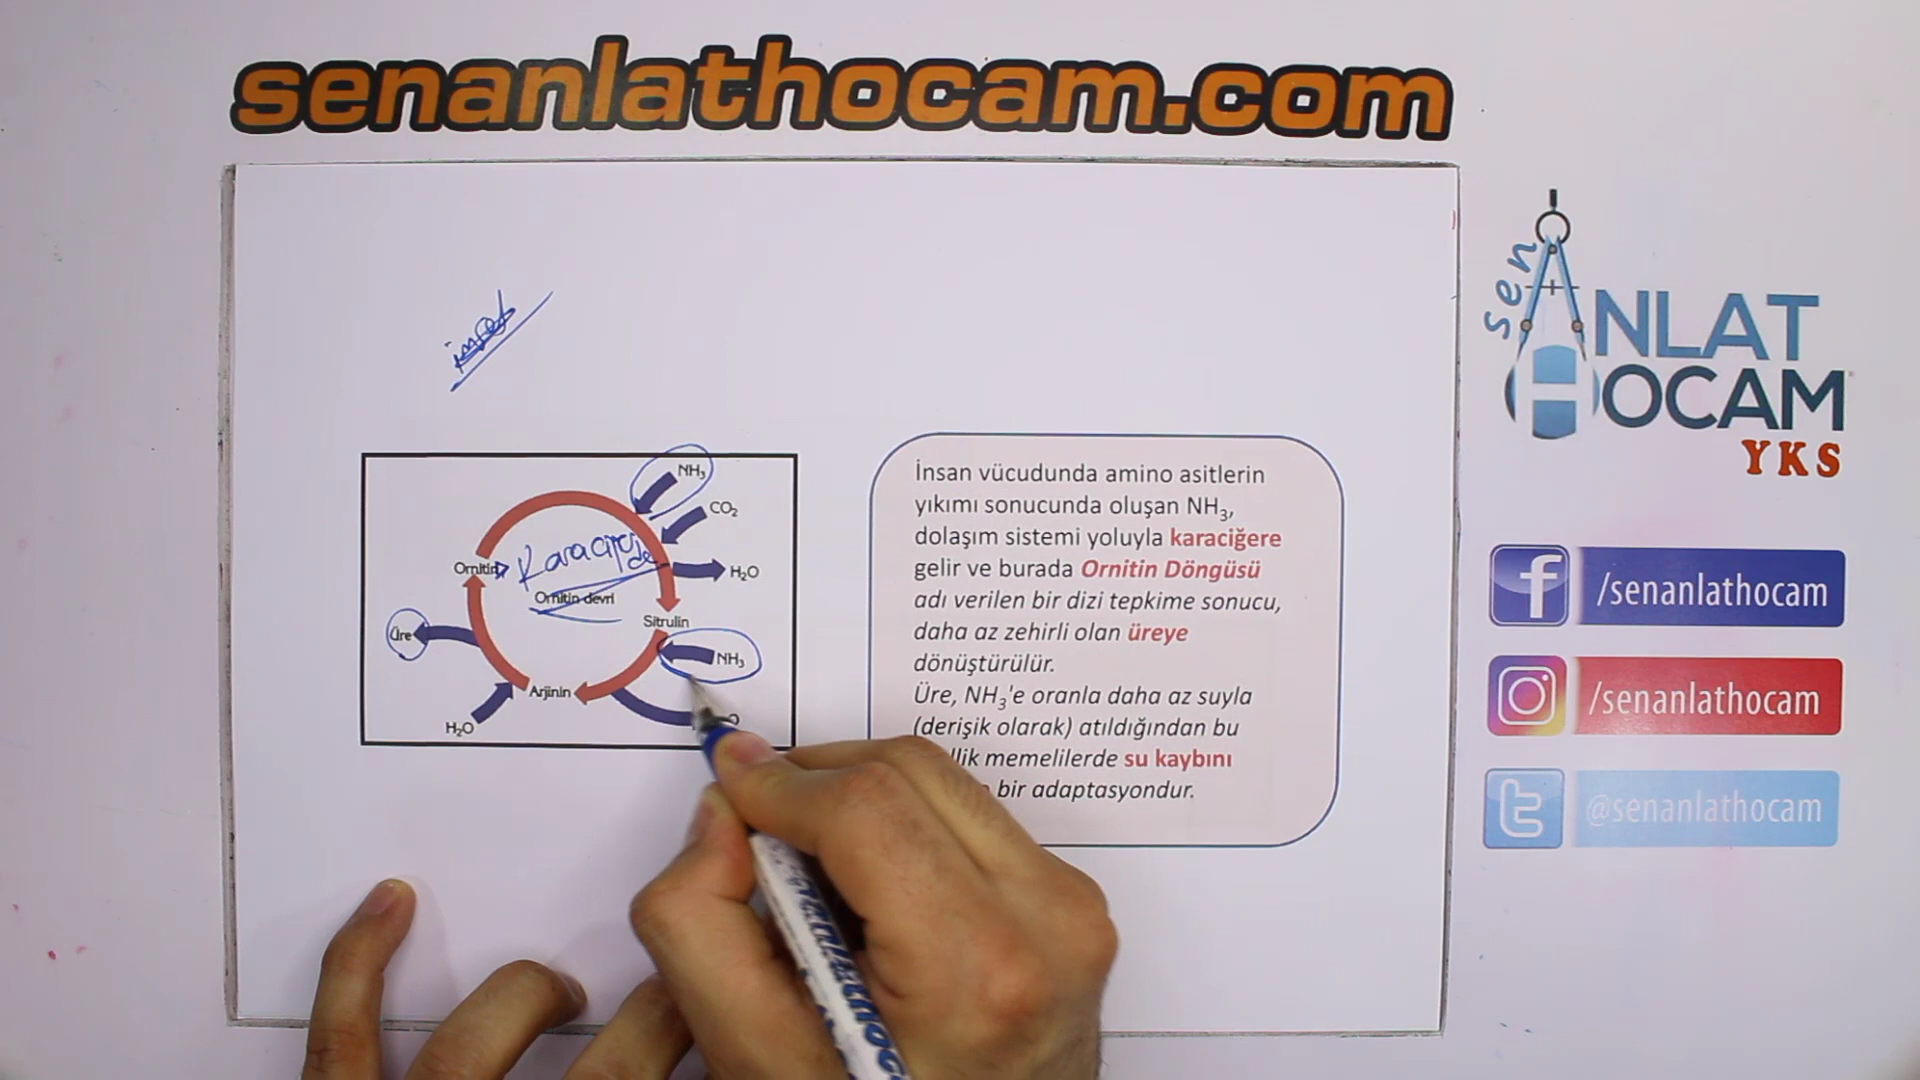 senanlathocam.com
sen
ANLAT
HOCAM
YKS
/senanlathocam
/senanlathocam
@senanlathocam
NH₃
CO₂
H₂O
Ornitin
Karaciğerde
Ornitin devri
Sitrulin
NH₃
Üre
Arjinin
H₂O
İnsan vücudunda amino asitlerin
yıkımı sonucunda oluşan NH₃,
dolaşım sistemi yoluyla karaciğere
gelir ve burada Ornitin Döngüsü
adı verilen bir dizi tepkime sonucu,
daha az zehirli olan üreye
dönüştürülür.
Üre, NH₃'e oranla daha az suyla
(derişik olarak) atıldığından bu
memelilerde su kaybını
bir adaptasyondur.